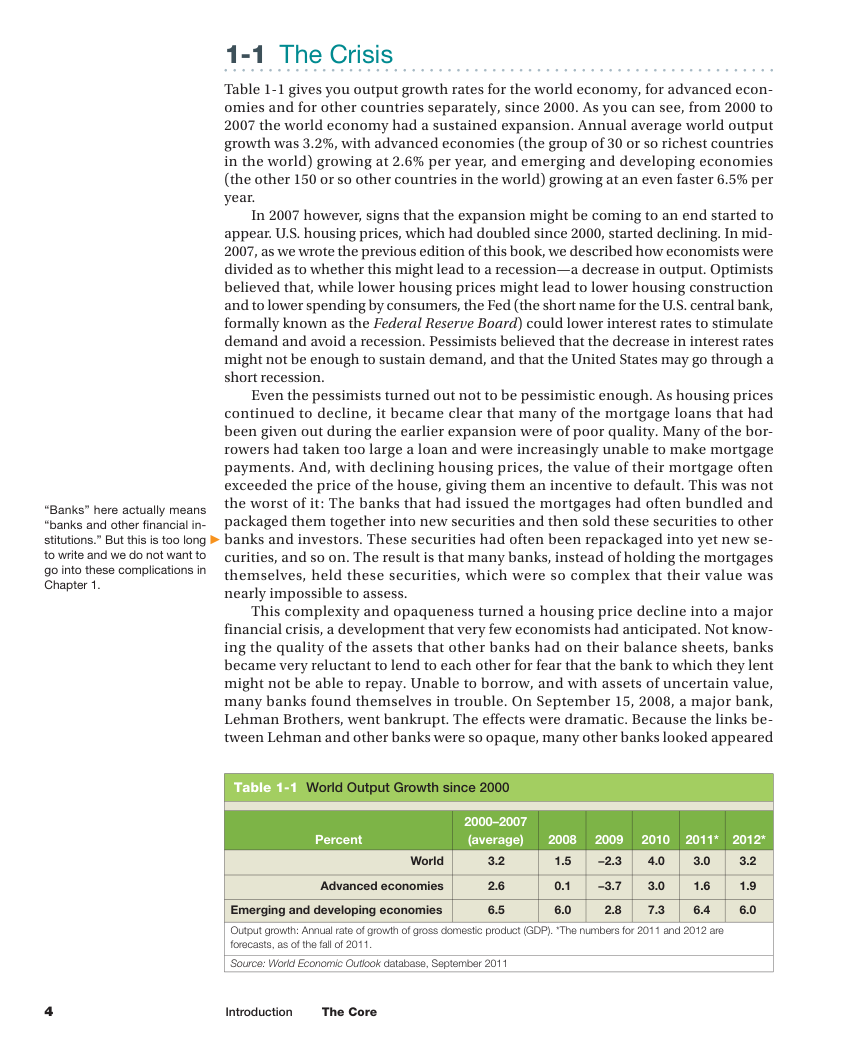 1-1 The Crisis
Table 1-1 gives you output growth rates for the world economy, for advanced econ-
omies and for other countries separately, since 2000. As you can see, from 2000 to
2007 the world economy had a sustained expansion. Annual average world output
growth was 3.2%, with advanced economies (the group of 30 or so richest countries
in the world) growing at 2.6% per year, and emerging and developing economies
(the other 150 or so other countries in the world) growing at an even faster 6.5% per
year.
In 2007 however, signs that the expansion might be coming to an end started to
appear. U.S. housing prices, which had doubled since 2000, started declining. In mid-
2007, as we wrote the previous edition of this book, we described how economists were
divided as to whether this might lead to a recession—a decrease in output. Optimists
believed that, while lower housing prices might lead to lower housing construction
and to lower spending by consumers, the Fed (the short name for the U.S. central bank,
formally known as the Federal Reserve Board) could lower interest rates to stimulate
demand and avoid a recession. Pessimists believed that the decrease in interest rates
might not be enough to sustain demand, and that the United States may go through a
short recession.
Even the pessimists turned out not to be pessimistic enough. As housing prices
continued to decline, it became clear that many of the mortgage loans that had
been given out during the earlier expansion were of poor quality. Many of the bor-
rowers had taken too large a loan and were increasingly unable to make mortgage
payments. And, with declining housing prices, the value of their mortgage often
exceeded the price of the house, giving them an incentive to default. This was not
the worst of it: The banks that had issued the mortgages had often bundled and
packaged them together into new securities and then sold these securities to other
banks and investors. These securities had often been repackaged into yet new se-
curities, and so on. The result is that many banks, instead of holding the mortgages
themselves, held these securities, which were so complex that their value was
nearly impossible to assess.
"Banks" here actually means
"banks and other financial in-
stitutions." But this is too long
to write and we do not want to
go into these complications in
Chapter 1.
This complexity and opaqueness turned a housing price decline into a major
financial crisis, a development that very few economists had anticipated. Not know-
ing the quality of the assets that other banks had on their balance sheets, banks
became very reluctant to lend to each other for fear that the bank to which they lent
might not be able to repay. Unable to borrow, and with assets of uncertain value,
many banks found themselves in trouble. On September 15, 2008, a major bank,
Lehman Brothers, went bankrupt. The effects were dramatic. Because the links be-
tween Lehman and other banks were so opaque, many other banks looked appeared
Table 1-1 World Output Growth since 2000
Percent 2000–2007 (average) 2008 2009 2010 2011* 2012*
World 3.2 1.5 –2.3 4.0 3.0 3.2
Advanced economies 2.6 0.1 –3.7 3.0 1.6 1.9
Emerging and developing economies 6.5 6.0 2.8 7.3 6.4 6.0
Output growth: Annual rate of growth of gross domestic product (GDP). *The numbers for 2011 and 2012 are
forecasts, as of the fall of 2011.
Source: World Economic Outlook database, September 2011
4 Introduction The Core